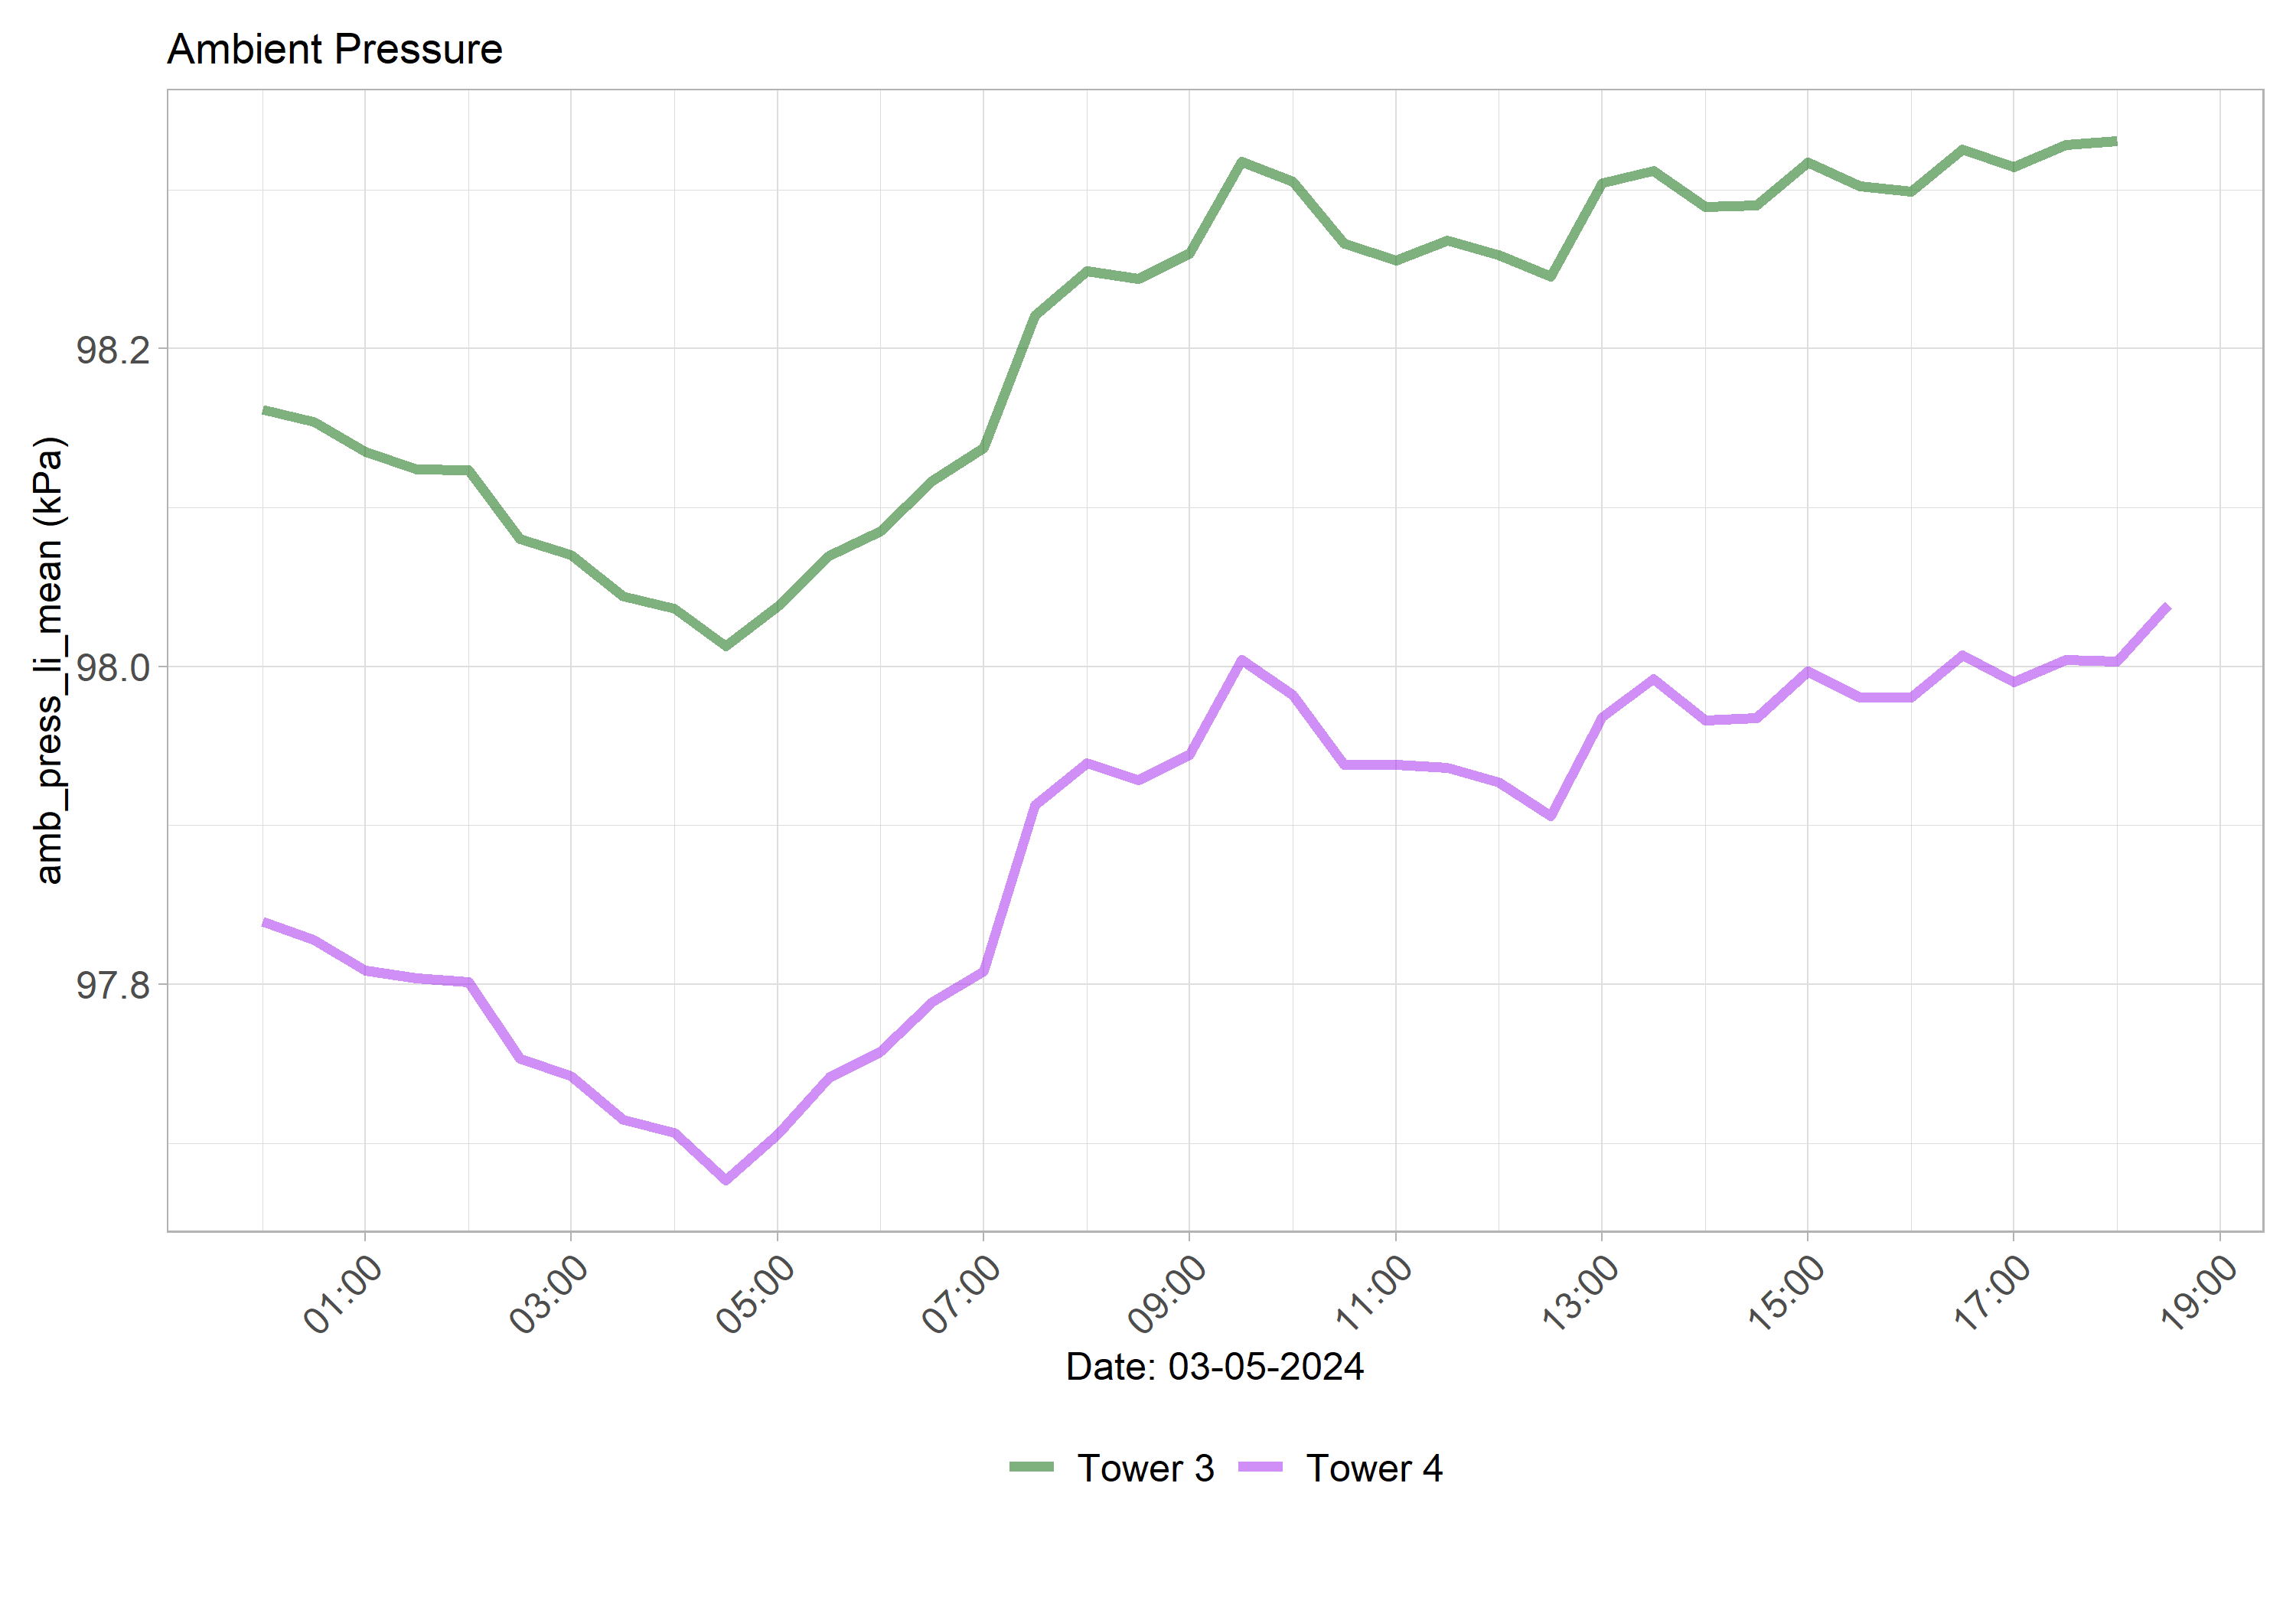 Ambient Pressure
amb_press_li_mean (kPa)
98.2
98.0
97.8
01:00 03:00 05:00 07:00 09:00 11:00 13:00 15:00 17:00 19:00
Date: 03-05-2024
Tower 3 Tower 4